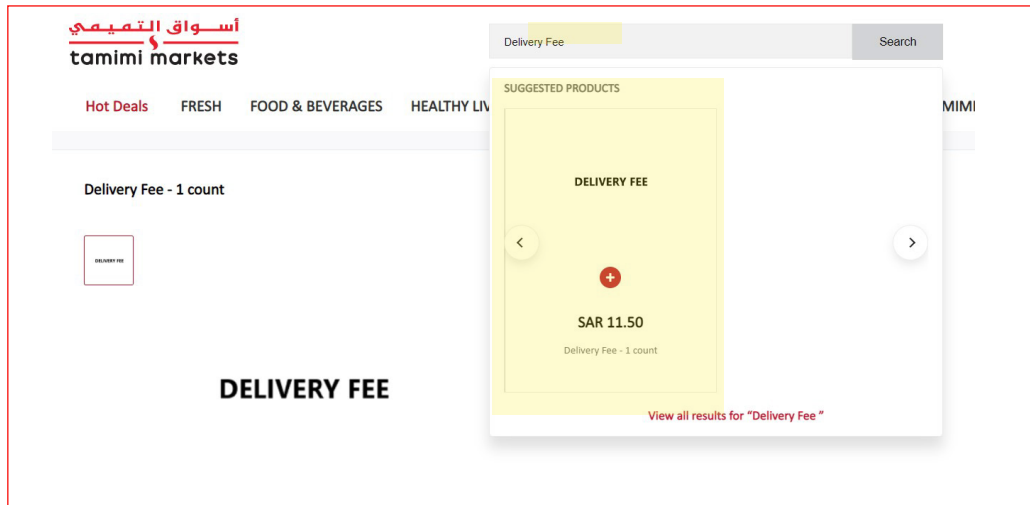 أســواق التـميـمـي
tamimi markets
Delivery Fee
Search
Hot Deals FRESH FOOD & BEVERAGES HEALTHY LIV
MIMI
SUGGESTED PRODUCTS
DELIVERY FEE
SAR 11.50
Delivery Fee - 1 count
View all results for “Delivery Fee ”
Delivery Fee - 1 count
DELIVERY FEE
DELIVERY FEE